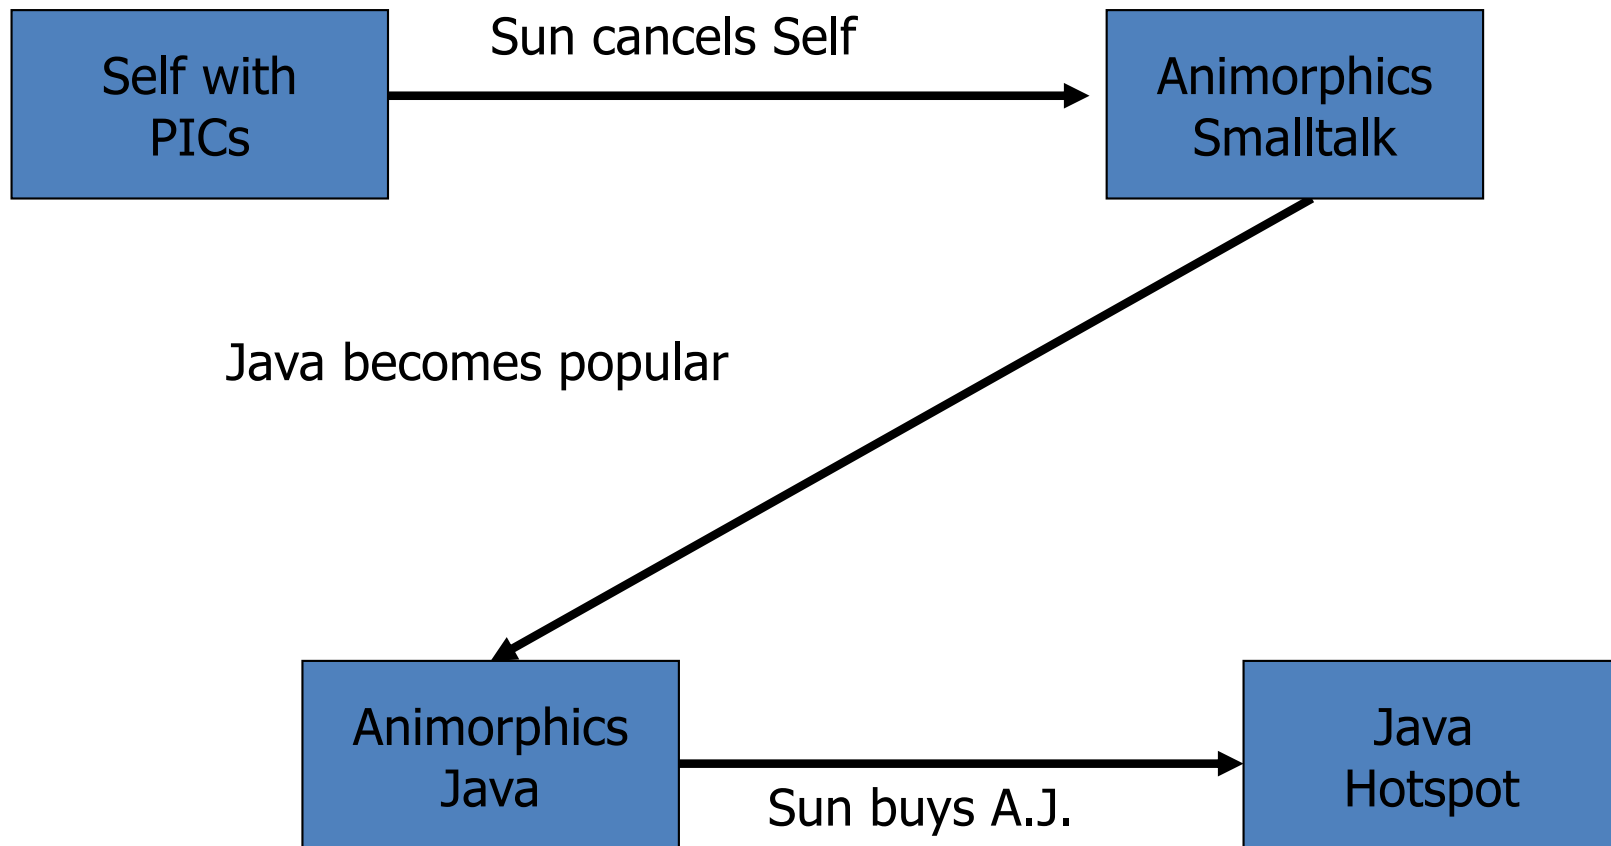 Self with
PICs
Sun cancels Self
Animorphics
Smalltalk
Java becomes popular
Animorphics
Java
Sun buys A.J.
Java
Hotspot